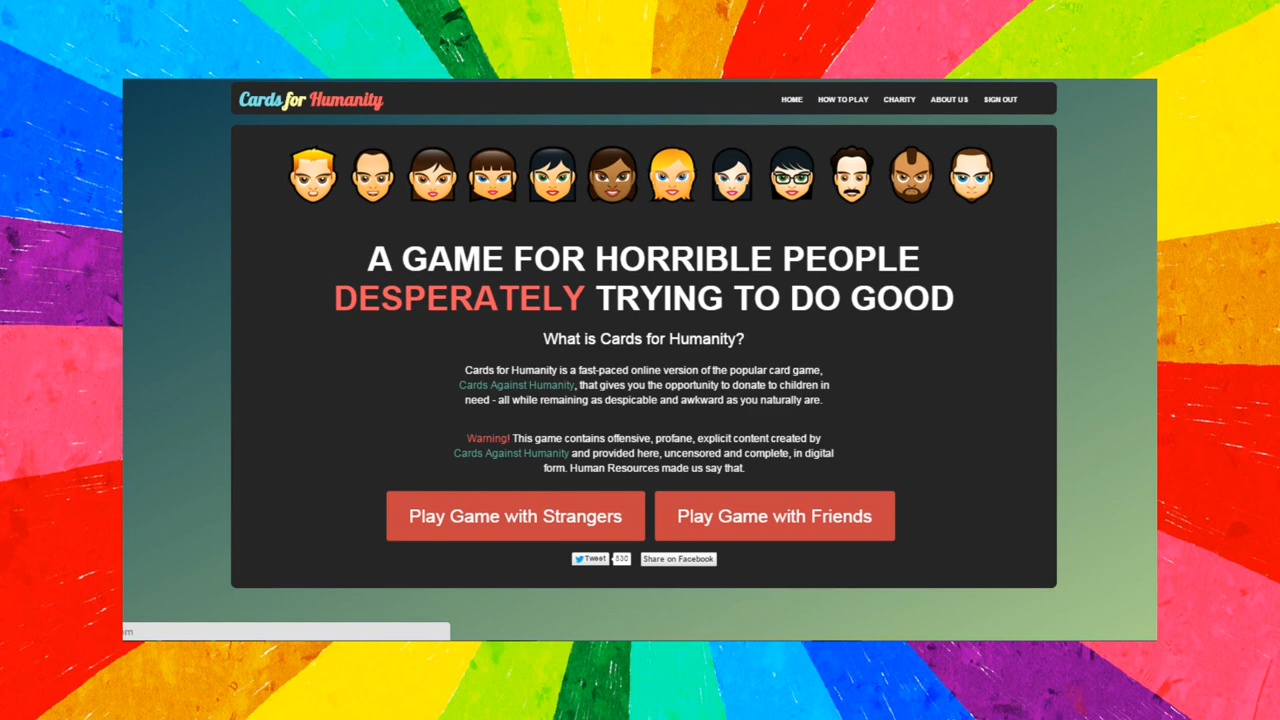 Cards for Humanity
HOME HOW TO PLAY CHARITY ABOUT US SIGN OUT
A GAME FOR HORRIBLE PEOPLE
DESPERATELY TRYING TO DO GOOD
What is Cards for Humanity?
Cards for Humanity is a fast-paced online version of the popular card game,
Cards Against Humanity, that gives you the opportunity to donate to children in
need - all while remaining as despicable and awkward as you naturally are.
Warning! This game contains offensive, profane, explicit content created by
Cards Against Humanity and provided here, uncensored and complete, in digital
form. Human Resources made us say that.
Play Game with Strangers Play Game with Friends
Tweet 530 Share on Facebook
om